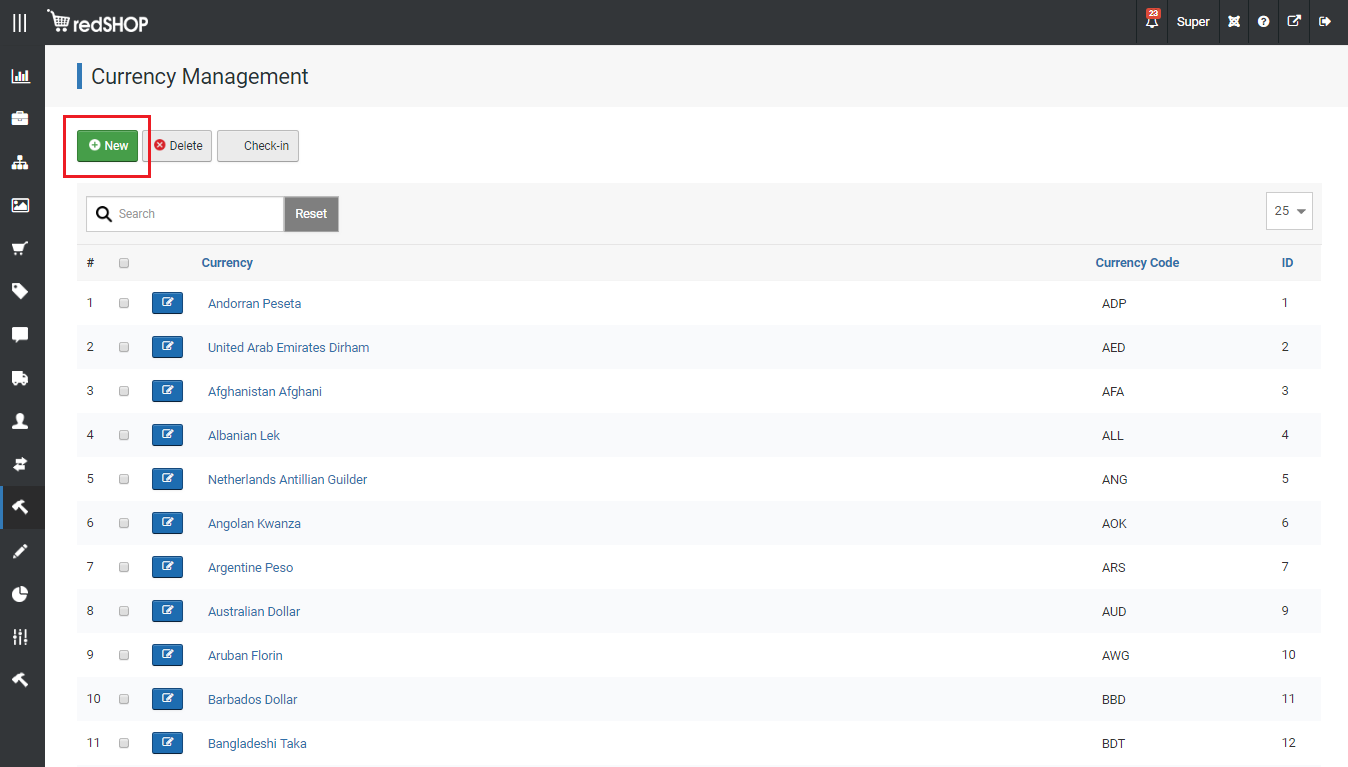 redSHOP
23
Super
Currency Management
New Delete Check-in
Search Reset 25
# Currency Currency Code ID
1 Andorran Peseta ADP 1
2 United Arab Emirates Dirham AED 2
3 Afghanistan Afghani AFA 3
4 Albanian Lek ALL 4
5 Netherlands Antillian Guilder ANG 5
6 Angolan Kwanza AOK 6
7 Argentine Peso ARS 7
8 Australian Dollar AUD 9
9 Aruban Florin AWG 10
10 Barbados Dollar BBD 11
11 Bangladeshi Taka BDT 12